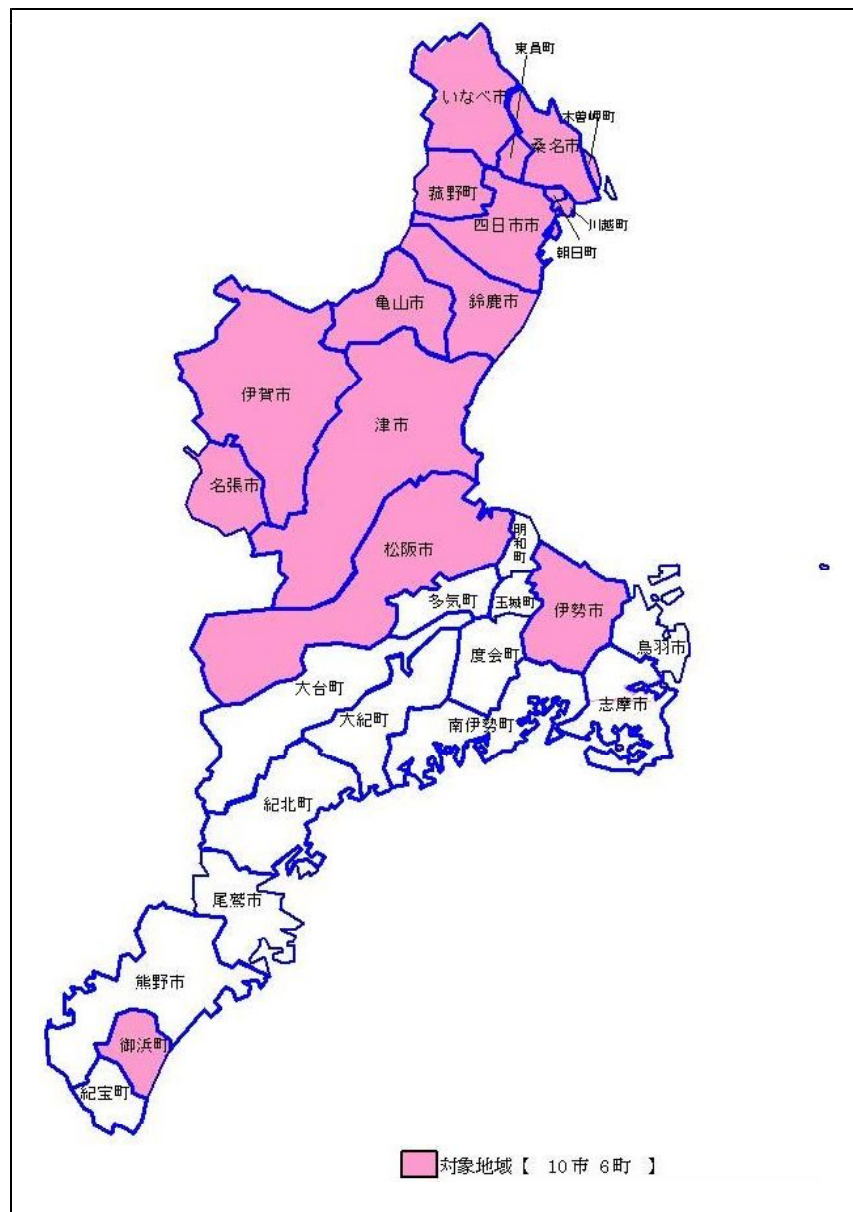 東員町
いなべ市
木曽岬町
桑名市
菰野町
四日市市
川越町
朝日町
亀山市
鈴鹿市
伊賀市
津市
名張市
松阪市
明和町
多気町
玉城町
伊勢市
度会町
鳥羽市
大台町
大紀町
南伊勢町
志摩市
紀北町
尾鷲市
熊野市
御浜町
紀宝町
対象地域【 10市 6町 】